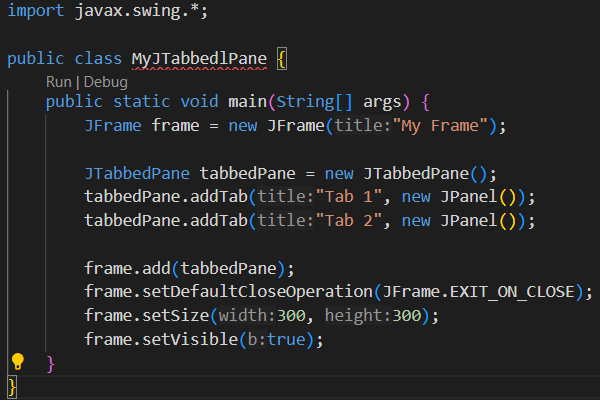 import javax.swing.*;
public class MyJTabbedlPane {
Run | Debug
public static void main(String[] args) {
JFrame frame = new JFrame(title:"My Frame");
JTabbedPane tabbedPane = new JTabbedPane();
tabbedPane.addTab(title:"Tab 1", new JPanel());
tabbedPane.addTab(title:"Tab 2", new JPanel());
frame.add(tabbedPane);
frame.setDefaultCloseOperation(JFrame.EXIT_ON_CLOSE);
frame.setSize(width:300, height:300);
frame.setVisible(b:true);
}
}